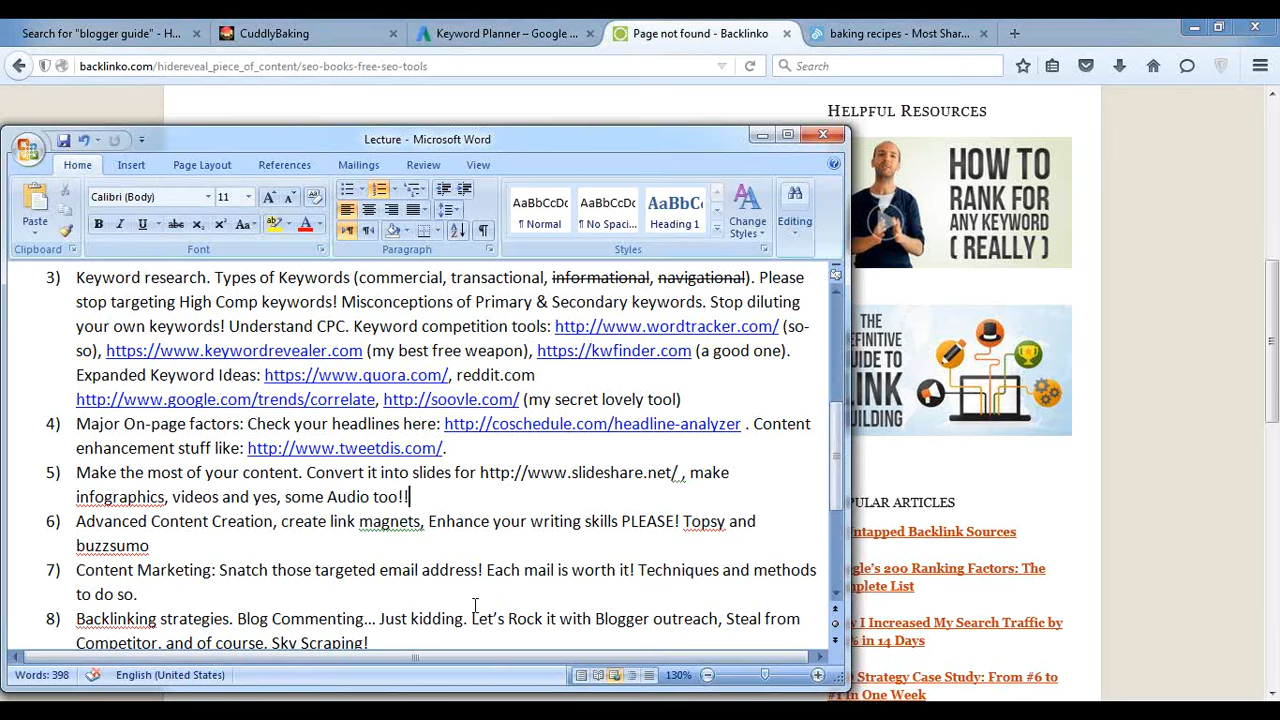 Search for "blogger guide" - H...
CuddlyBaking
Keyword Planner – Google ...
Page not found - Backlinko
baking recipes - Most Shar...
backlinko.com/hidereveal_piece_of_content/seo-books-free-seo-tools
Search
HELPFUL RESOURCES
HOW TO
RANK FOR
ANY KEYWORD
( REALLY )
THE
GUIDE TO
LINK
BUILDING
ntapped Backlink Sources
gle's 200 Ranking Factors: The
plete List
I Increased My Search Traffic by
% in 14 Days
Strategy Case Study: From #6 to
#1 In One Week
Lecture - Microsoft Word
Home
Insert
Page Layout
References
Mailings
Review
View
Paste
Clipboard
Calibri (Body)
11
Font
Paragraph
AaBbCcDc
¶ Normal
AaBbCcDc
¶ No Spaci...
AaBbC
Heading 1
Change
Styles
Styles
Editing
3) Keyword research. Types of Keywords (commercial, transactional, informational, navigational). Please
stop targeting High Comp keywords! Misconceptions of Primary & Secondary keywords. Stop diluting
your own keywords! Understand CPC. Keyword competition tools: http://www.wordtracker.com/ (so-
so), https://www.keywordrevealer.com (my best free weapon), https://kwfinder.com (a good one).
Expanded Keyword Ideas: https://www.quora.com/, reddit.com
http://www.google.com/trends/correlate, http://soovle.com/ (my secret lovely tool)
4) Major On-page factors: Check your headlines here: http://coschedule.com/headline-analyzer . Content
enhancement stuff like: http://www.tweetdis.com/.
5) Make the most of your content. Convert it into slides for http://www.slideshare.net/ , make
infographics, videos and yes, some Audio too!!
6) Advanced Content Creation, create link magnets, Enhance your writing skills PLEASE! Topsy and
buzzsumo
7) Content Marketing: Snatch those targeted email address! Each mail is worth it! Techniques and methods
to do so.
8) Backlinking strategies. Blog Commenting... Just kidding. Let's Rock it with Blogger outreach, Steal from
Competitor, and of course, Sky Scraping!
Words: 398
English (United States)
130%